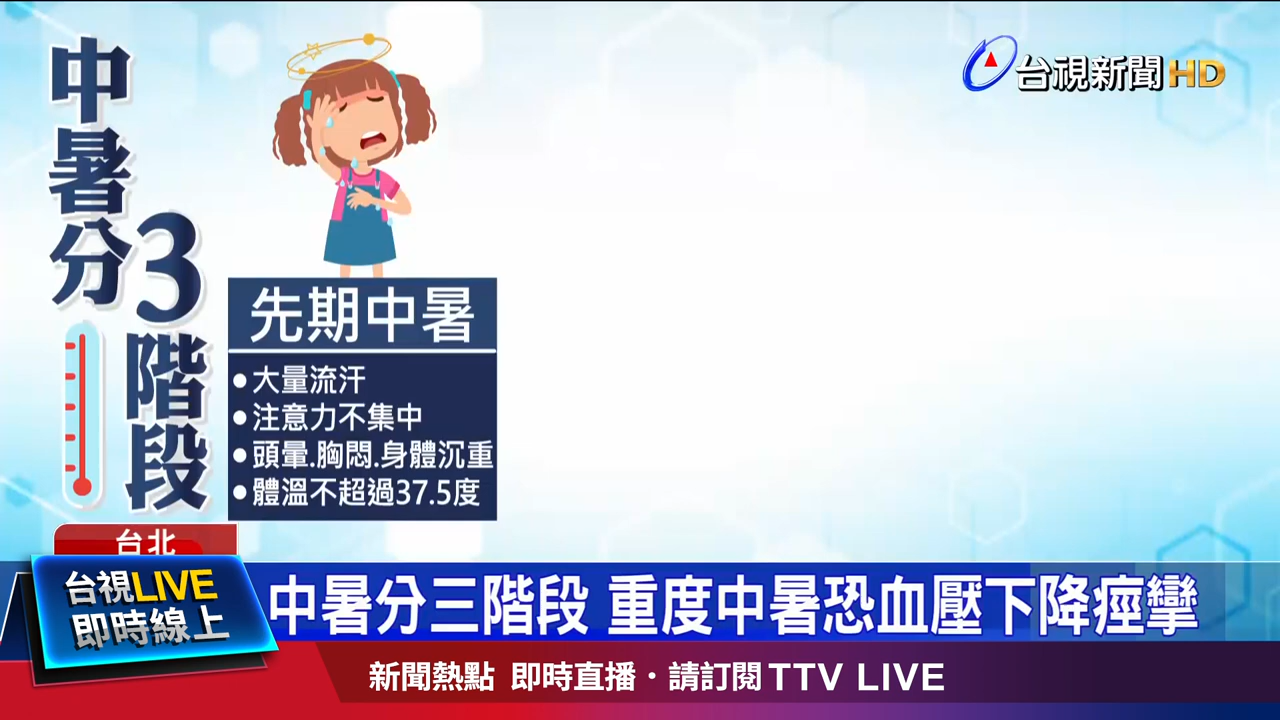 中暑分
3階段
台視新聞HD
先期中暑
●大量流汗
●注意力不集中
●頭暈.胸悶.身體沉重
●體溫不超過37.5度
台北
台視LIVE
即時線上
中暑分三階段 重度中暑恐血壓下降痙攣
新聞熱點 即時直播・請訂閱TTV LIVE